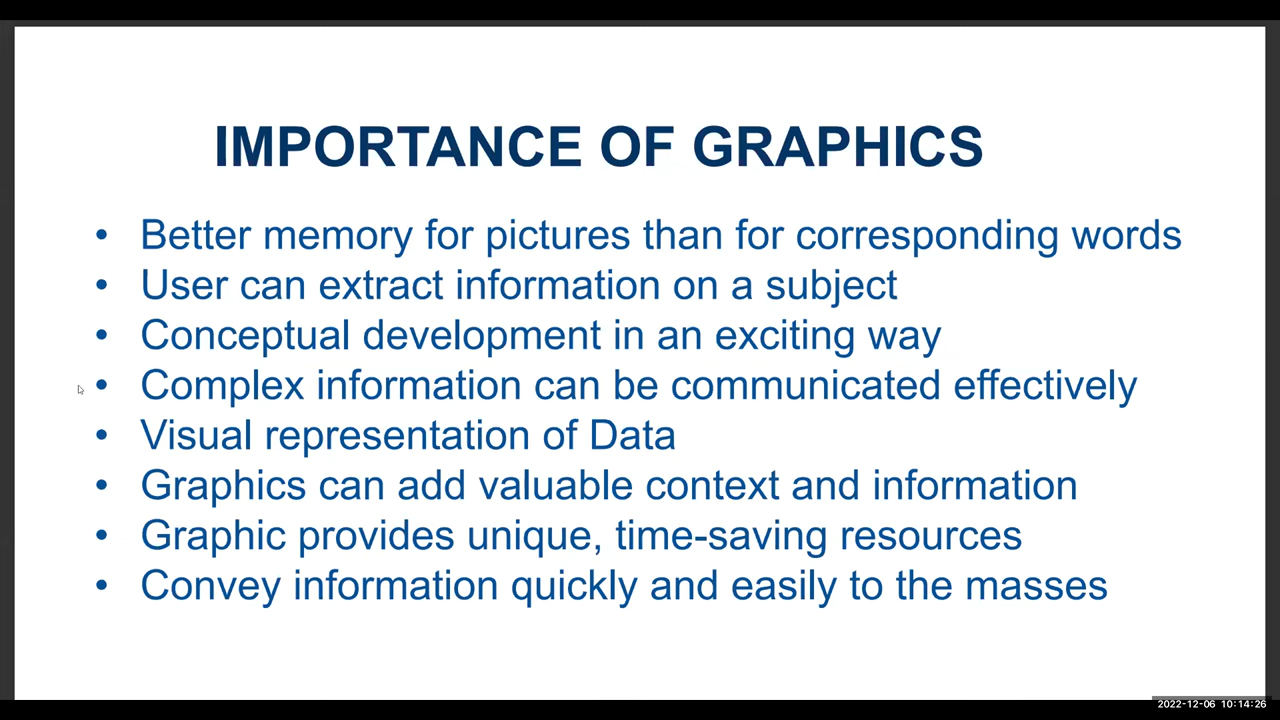 IMPORTANCE OF GRAPHICS
• Better memory for pictures than for corresponding words
• User can extract information on a subject
• Conceptual development in an exciting way
• Complex information can be communicated effectively
• Visual representation of Data
• Graphics can add valuable context and information
• Graphic provides unique, time-saving resources
• Convey information quickly and easily to the masses
2022-12-06 10:14:26